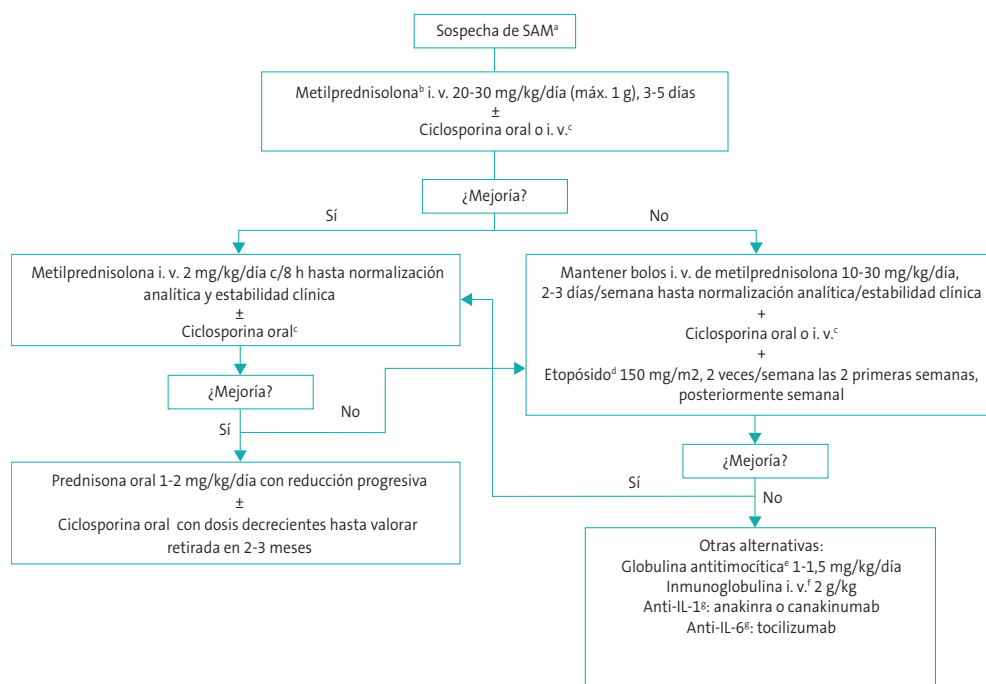 Sospecha de SAMᵃ
Metilprednisolonaᵇ i. v. 20-30 mg/kg/día (máx. 1 g), 3-5 días
±
Ciclosporina oral o i. v.ᶜ
¿Mejoría?
Sí
No
Metilprednisolona i. v. 2 mg/kg/día c/8 h hasta normalización
analítica y estabilidad clínica
±
Ciclosporina oralᶜ
Mantener bolos i. v. de metilprednisolona 10-30 mg/kg/día,
2-3 días/semana hasta normalización analítica/estabilidad clínica
+
Ciclosporina oral o i. v.ᶜ
+
Etopósidoᵈ 150 mg/m2, 2 veces/semana las 2 primeras semanas,
posteriormente semanal
¿Mejoría?
No
Sí
Prednisona oral 1-2 mg/kg/día con reducción progresiva
±
Ciclosporina oral con dosis decrecientes hasta valorar
retirada en 2-3 meses
¿Mejoría?
Sí
No
Otras alternativas:
Globulina antitimocíticaᵉ 1-1,5 mg/kg/día
Inmunoglobulina i. v.ᶠ 2 g/kg
Anti-IL-1ᵍ: anakinra o canakinumab
Anti-IL-6ᵍ: tocilizumab